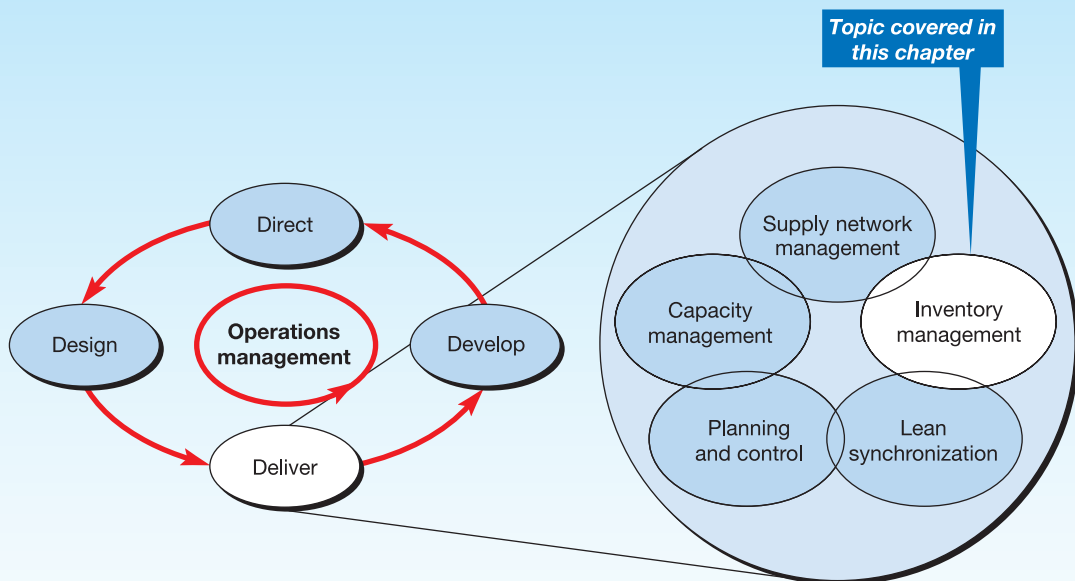 Topic covered in
this chapter
Direct
Design
Operations
management
Develop
Deliver
Supply network
management
Capacity
management
Inventory
management
Planning
and control
Lean
synchronization